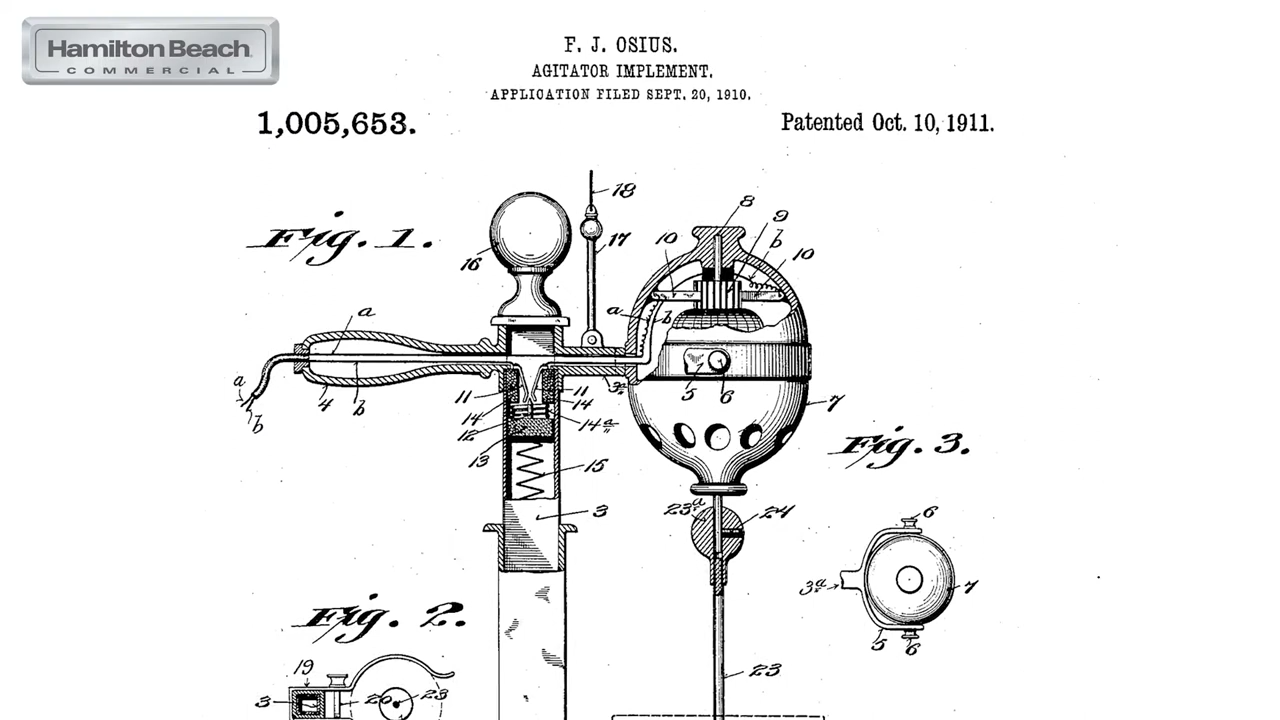 Hamilton Beach
COMMERCIAL
F. J. OSIUS.
AGITATOR IMPLEMENT.
APPLICATION FILED SEPT. 20, 1910.
1,005,653.
Patented Oct. 10, 1911.
Fig. 1.
18
8
9
b
10
10
17
16
a
a
b
a
b
4
b
11
11
3a
14
14
12
14a
13
15
5
6
7
Fig. 3.
3
23a
24
6
3a
7
5
6
Fig. 2.
19
3
20
23
23